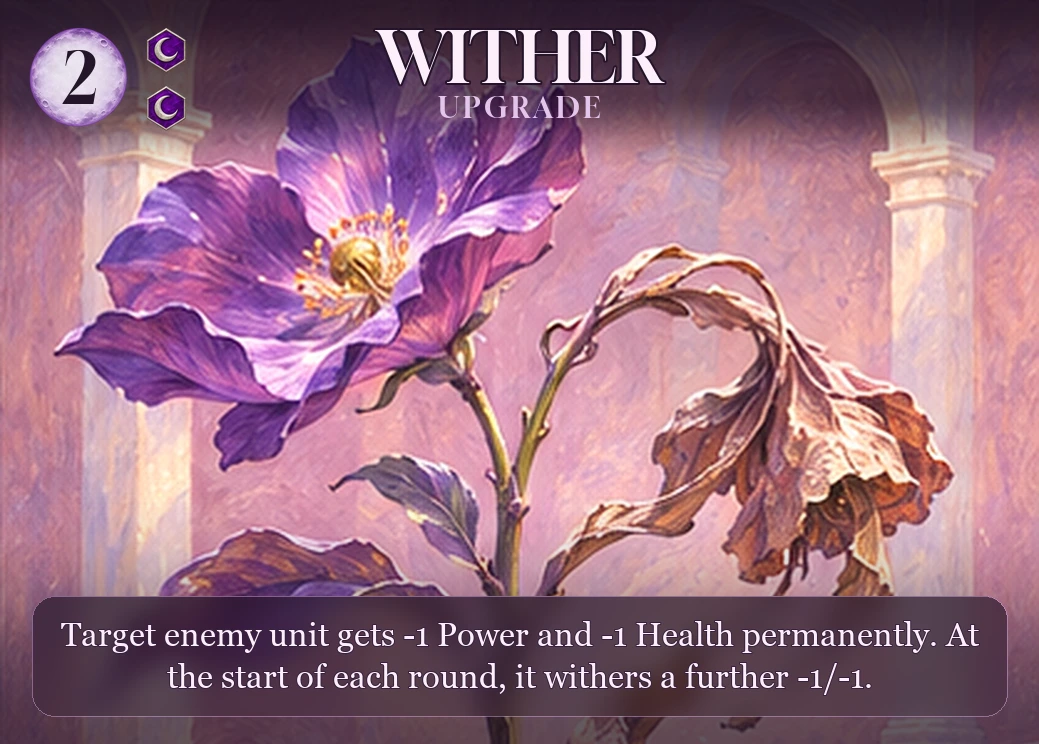 2
WITHER
UPGRADE
Target enemy unit gets -1 Power and -1 Health permanently. At
the start of each round, it withers a further -1/-1.